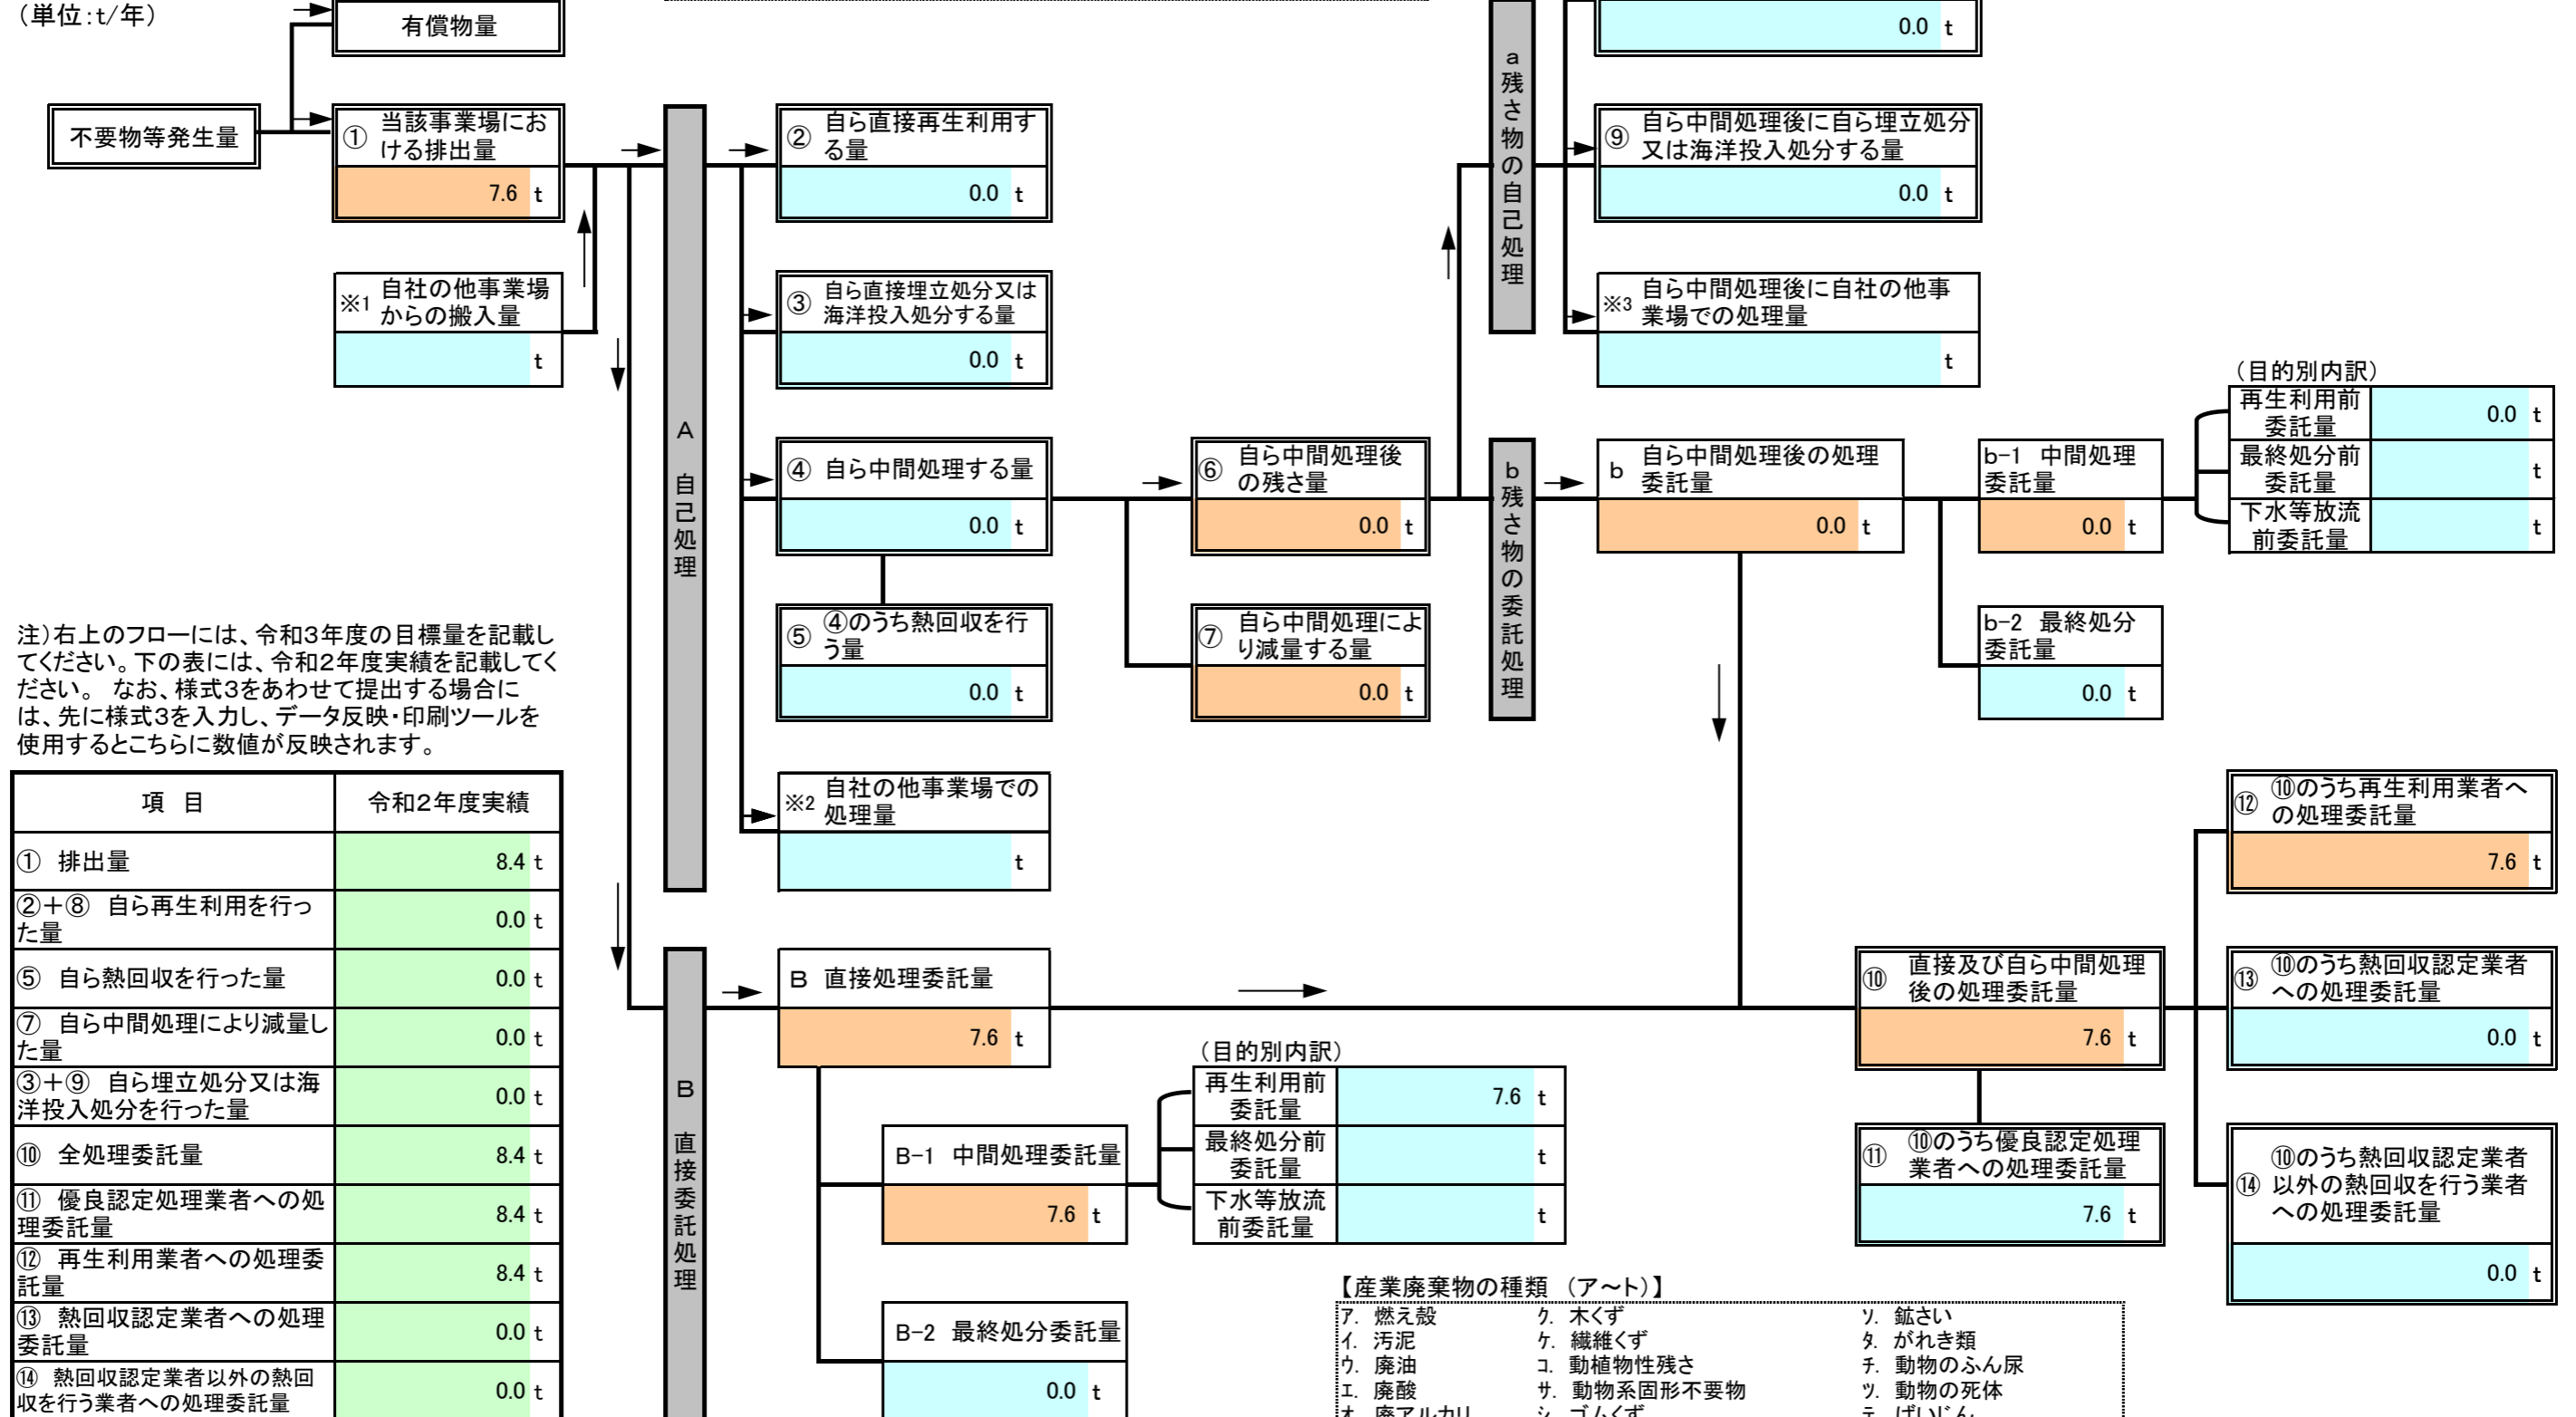 （単位：t/年）
有償物量
0.0 t
不要物等発生量
① 当該事業場にお
ける排出量
7.6 t
※1 自社の他事業場
からの搬入量
t
A 自己処理
② 自ら直接再生利用す
る量
0.0 t
③ 自ら直接埋立処分又は
海洋投入処分する量
0.0 t
④ 自ら中間処理する量
0.0 t
⑤ ④のうち熱回収を行
う量
0.0 t
※2 自社の他事業場での
処理量
t
⑥ 自ら中間処理後
の残さ量
0.0 t
⑦ 自ら中間処理によ
り減量する量
0.0 t
a 残さ物の自己処理
⑨ 自ら中間処理後に自ら埋立処分
又は海洋投入処分する量
0.0 t
※3 自ら中間処理後に自社の他事
業場での処理量
t
b 残さ物の委託処理
b 自ら中間処理後の処理
委託量
0.0 t
b-1 中間処理
委託量
0.0 t
b-2 最終処分
委託量
0.0 t
（目的別内訳）
再生利用前
委託量
0.0 t
最終処分前
委託量
t
下水等放流
前委託量
t
注）右上のフローには、令和３年度の目標量を記載し
てください。下の表には、令和２年度実績を記載してく
ださい。 なお、様式３をあわせて提出する場合に
は、先に様式３を入力し、データ反映・印刷ツールを
使用するとこちらに数値が反映されます。
項 目 令和２年度実績
① 排出量 8.4 t
②＋⑧ 自ら再生利用を行っ
た量 0.0 t
⑤ 自ら熱回収を行った量 0.0 t
⑦ 自ら中間処理により減量し
た量 0.0 t
③＋⑨ 自ら埋立処分又は海
洋投入処分を行った量 0.0 t
⑩ 全処理委託量 8.4 t
⑪ 優良認定処理業者への処
理委託量 8.4 t
⑫ 再生利用業者への処理委
託量 8.4 t
⑬ 熱回収認定業者への処理
委託量 0.0 t
⑭ 熱回収認定業者以外の熱回
収を行う業者への処理委託量 0.0 t
B 直接委託処理
B 直接処理委託量
7.6 t
B-1 中間処理委託量
7.6 t
B-2 最終処分委託量
0.0 t
（目的別内訳）
再生利用前
委託量
7.6 t
最終処分前
委託量
t
下水等放流
前委託量
t
⑩ 直接及び自ら中間処理
後の処理委託量
7.6 t
⑪ ⑩のうち優良認定処理
業者への処理委託量
7.6 t
⑫ ⑩のうち再生利用業者へ
の処理委託量
7.6 t
⑬ ⑩のうち熱回収認定業者
への処理委託量
0.0 t
⑭ ⑩のうち熱回収認定業者
以外の熱回収を行う業者
への処理委託量
0.0 t
【産業廃棄物の種類 （ア～ト）】
ア. 燃え殻 ク. 木くず ソ. 鉱さい
イ. 汚泥 ケ. 繊維くず タ. がれき類
ウ. 廃油 コ. 動植物性残さ チ. 動物のふん尿
エ. 廃酸 サ. 動物系固形不要物 ツ. 動物の死体
オ. 廃アルカリ シ. ゴムくず テ. ばいじん